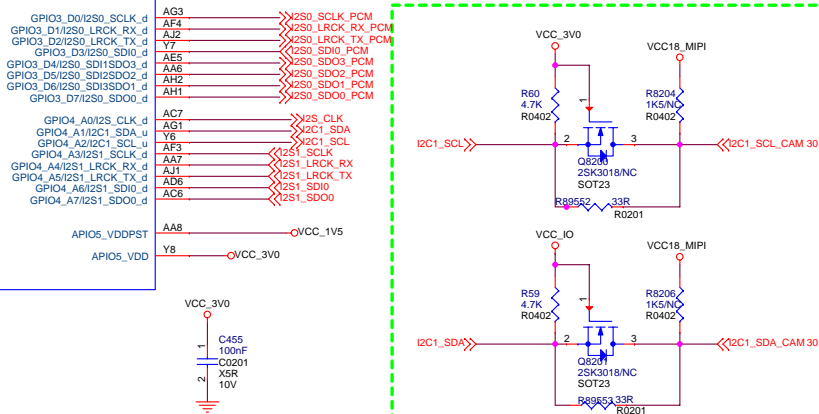 GPIO3_D0/I2S0_SCLK_d AG3 I2S0_SCLK_PCM
GPIO3_D1/I2S0_LRCK_RX_d AF4 I2S0_LRCK_RX_PCM
GPIO3_D2/I2S0_LRCK_TX_d AJ2 I2S0_LRCK_TX_PCM
GPIO3_D3/I2S0_SDI0_d Y7 I2S0_SDI0_PCM
GPIO3_D4/I2S0_SDI1SDO3_d AE5 I2S0_SDO3_PCM
GPIO3_D5/I2S0_SDI2SDO2_d AA6 I2S0_SDO2_PCM
GPIO3_D6/I2S0_SDI3SDO1_d AH2 I2S0_SDO1_PCM
GPIO3_D7/I2S0_SDO0_d AH1 I2S0_SDO0_PCM
GPIO4_A0/I2S_CLK_d AC7 I2S_CLK
GPIO4_A1/I2C1_SDA_u AG1 I2C1_SDA
GPIO4_A2/I2C1_SCL_u Y6 I2C1_SCL
GPIO4_A3/I2S1_SCLK_d AF3 I2S1_SCLK
GPIO4_A4/I2S1_LRCK_RX_d AA7 I2S1_LRCK_RX
GPIO4_A5/I2S1_LRCK_TX_d AJ1 I2S1_LRCK_TX
GPIO4_A6/I2S1_SDI0_d AD6 I2S1_SDI0
GPIO4_A7/I2S1_SDO0_d AC6 I2S1_SDO0
APIO5_VDDPST AA8 VCC_1V5
APIO5_VDD Y8 VCC_3V0
VCC_3V0
1
C455
100nF
C0201
X5R
10V
2
VCC_3V0
VCC18_MIPI
R60
4.7K
R0402
1
R8204
1K5/NC
R0402
I2C1_SCL
2
3
I2C1_SCL_CAM 30
Q8200
2SK3018/NC
SOT23
R89552
33R
R0201
VCC_IO
VCC18_MIPI
R59
4.7K
R0402
1
R8206
1K5/NC
R0402
I2C1_SDA
2
3
I2C1_SDA_CAM 30
Q8201
2SK3018/NC
SOT23
R89553
33R
R0201